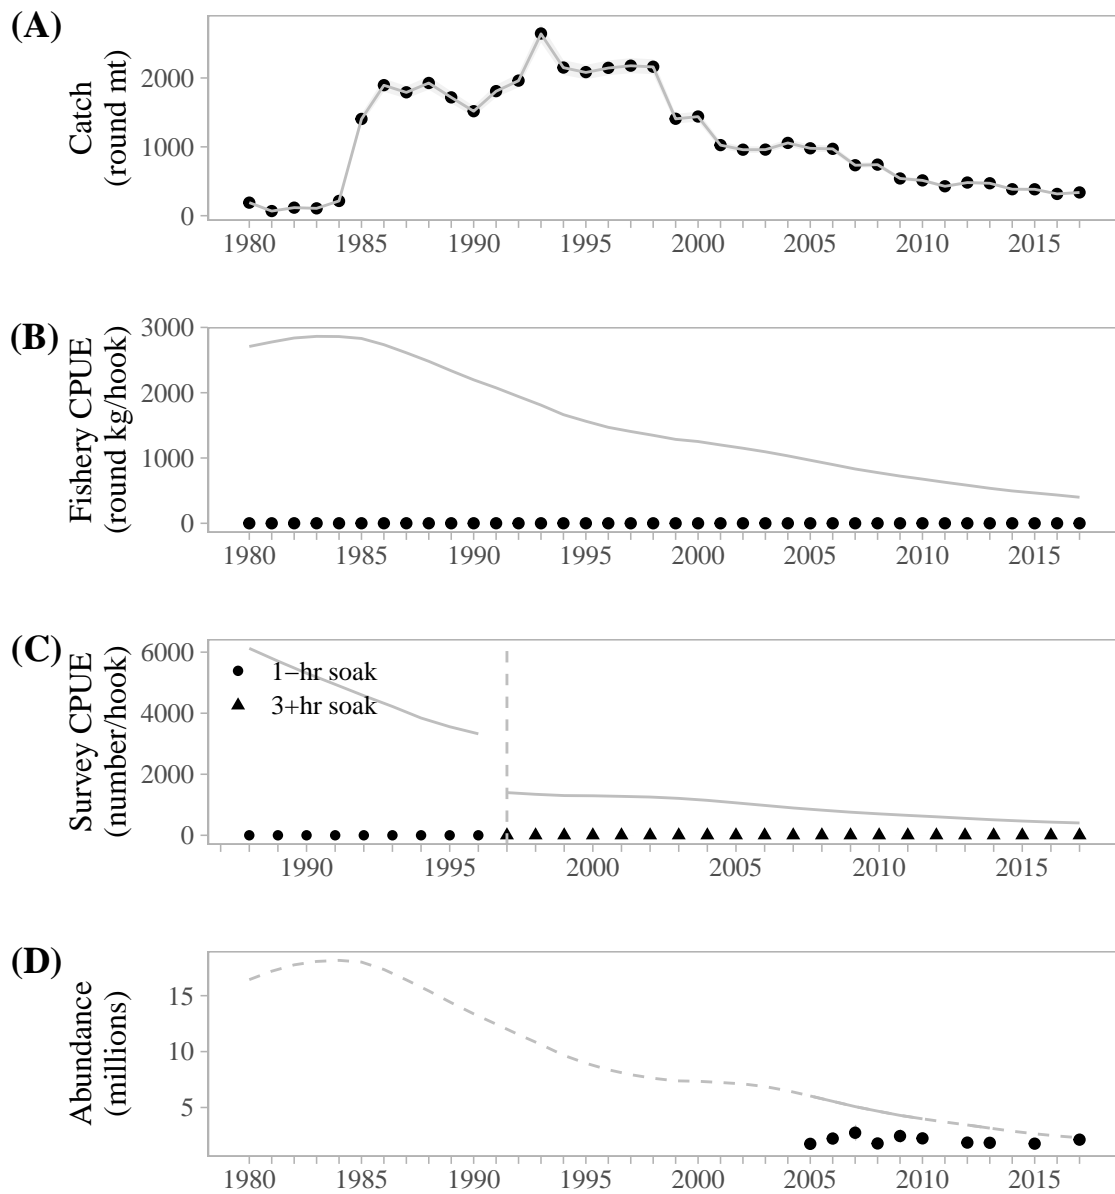 (A)
Catch
(round mt)
2000
1000
0
1980 1985 1990 1995 2000 2005 2010 2015
(B)
Fishery CPUE
(round kg/hook)
3000
2000
1000
0
1980 1985 1990 1995 2000 2005 2010 2015
(C)
Survey CPUE
(number/hook)
6000
4000
2000
0
1−hr soak
3+hr soak
1990 1995 2000 2005 2010 2015
(D)
Abundance
(millions)
15
10
5
1980 1985 1990 1995 2000 2005 2010 2015